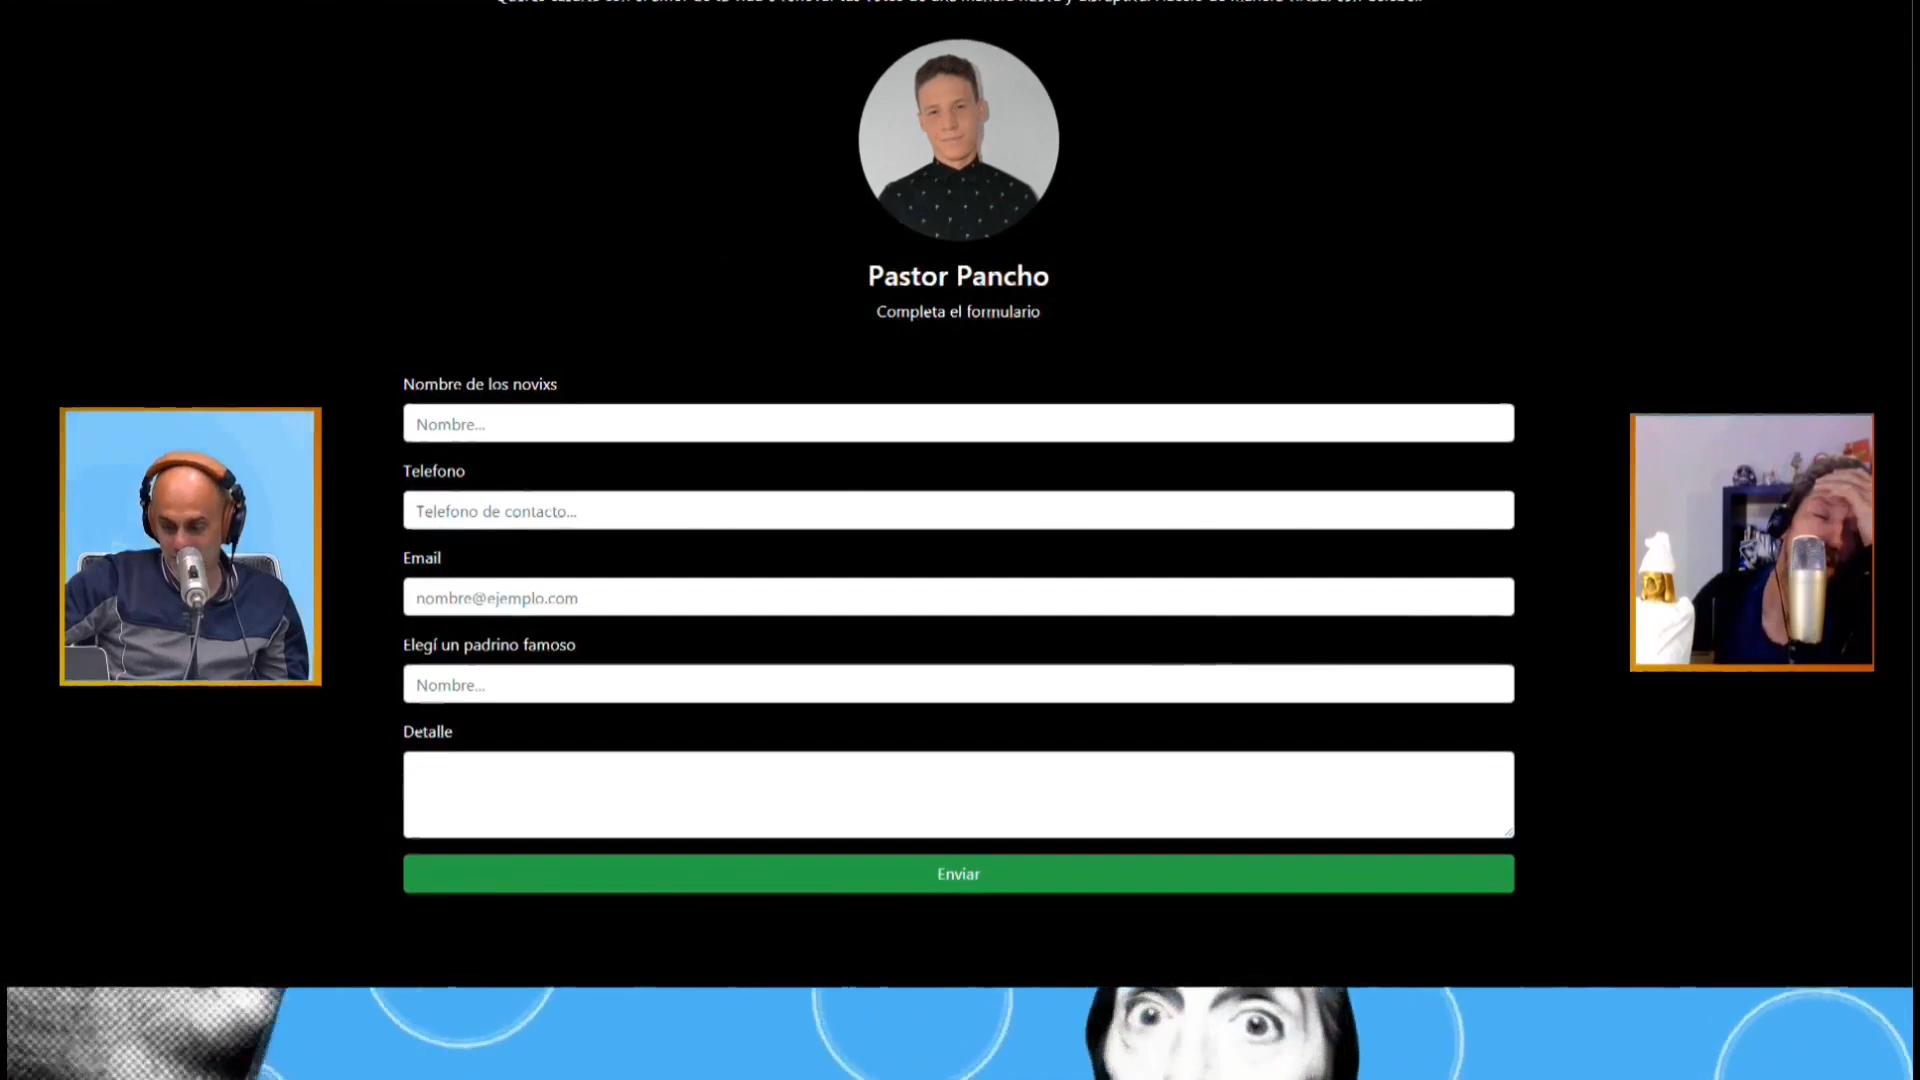 Pastor Pancho
Completa el formulario
Nombre de los novixs
Nombre...
Telefono
Telefono de contacto...
Email
nombre@ejemplo.com
Elegí un padrino famoso
Nombre...
Detalle
Enviar